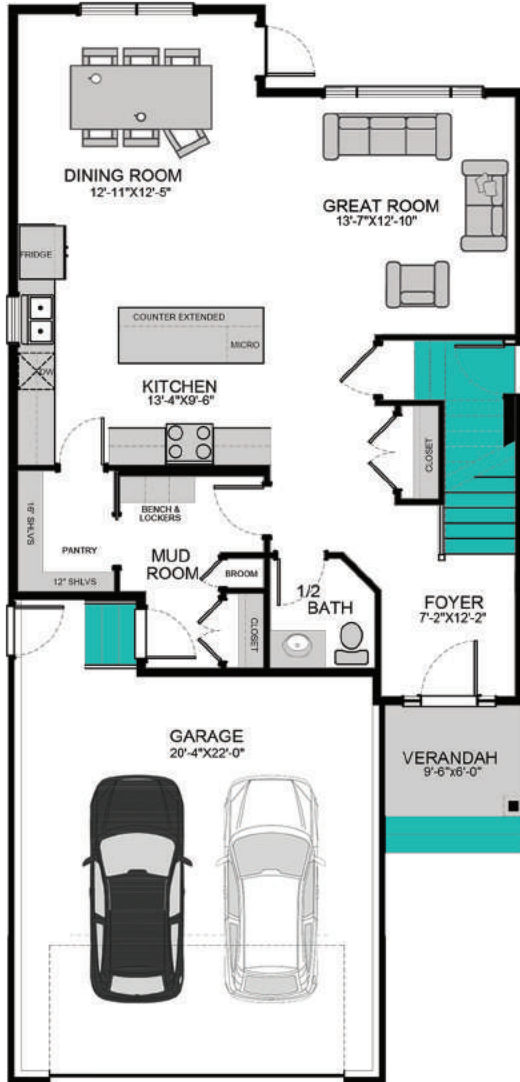 DINING ROOM
12'-11"X12'-5"
GREAT ROOM
13'-7"X12'-10"
FRIDGE
COUNTER EXTENDED
MICRO
DW
KITCHEN
13'-4"X9'-6"
CLOSET
16" SHLVS
BENCH &
LOCKERS
PANTRY
MUD
ROOM
BROOM
12" SHLVS
1/2
BATH
FOYER
7'-2"X12'-2"
CLOSET
GARAGE
20'-4"X22'-0"
VERANDAH
9'-6"x6'-0"